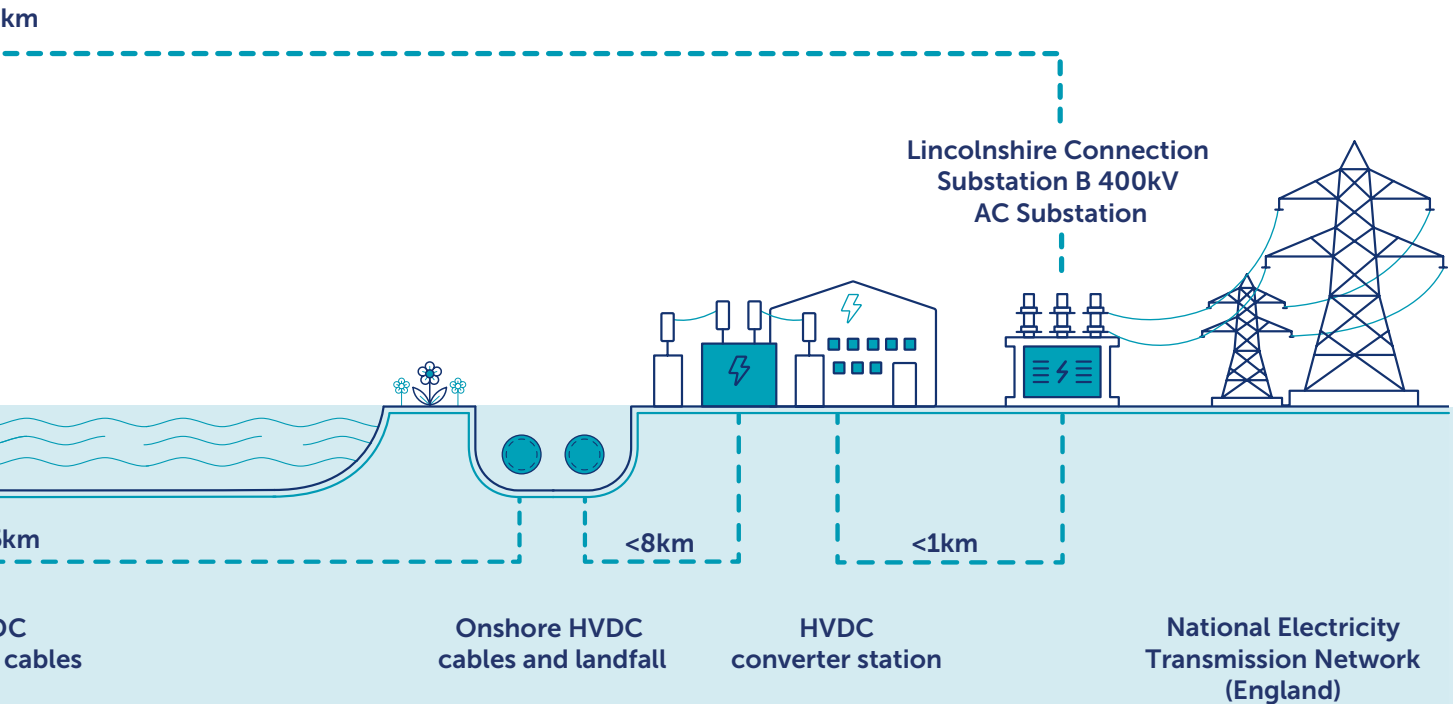 km
Lincolnshire Connection
Substation B 400kV
AC Substation
km
<8km
<1km
cables
Onshore HVDC
cables and landfall
HVDC
converter station
National Electricity
Transmission Network
(England)